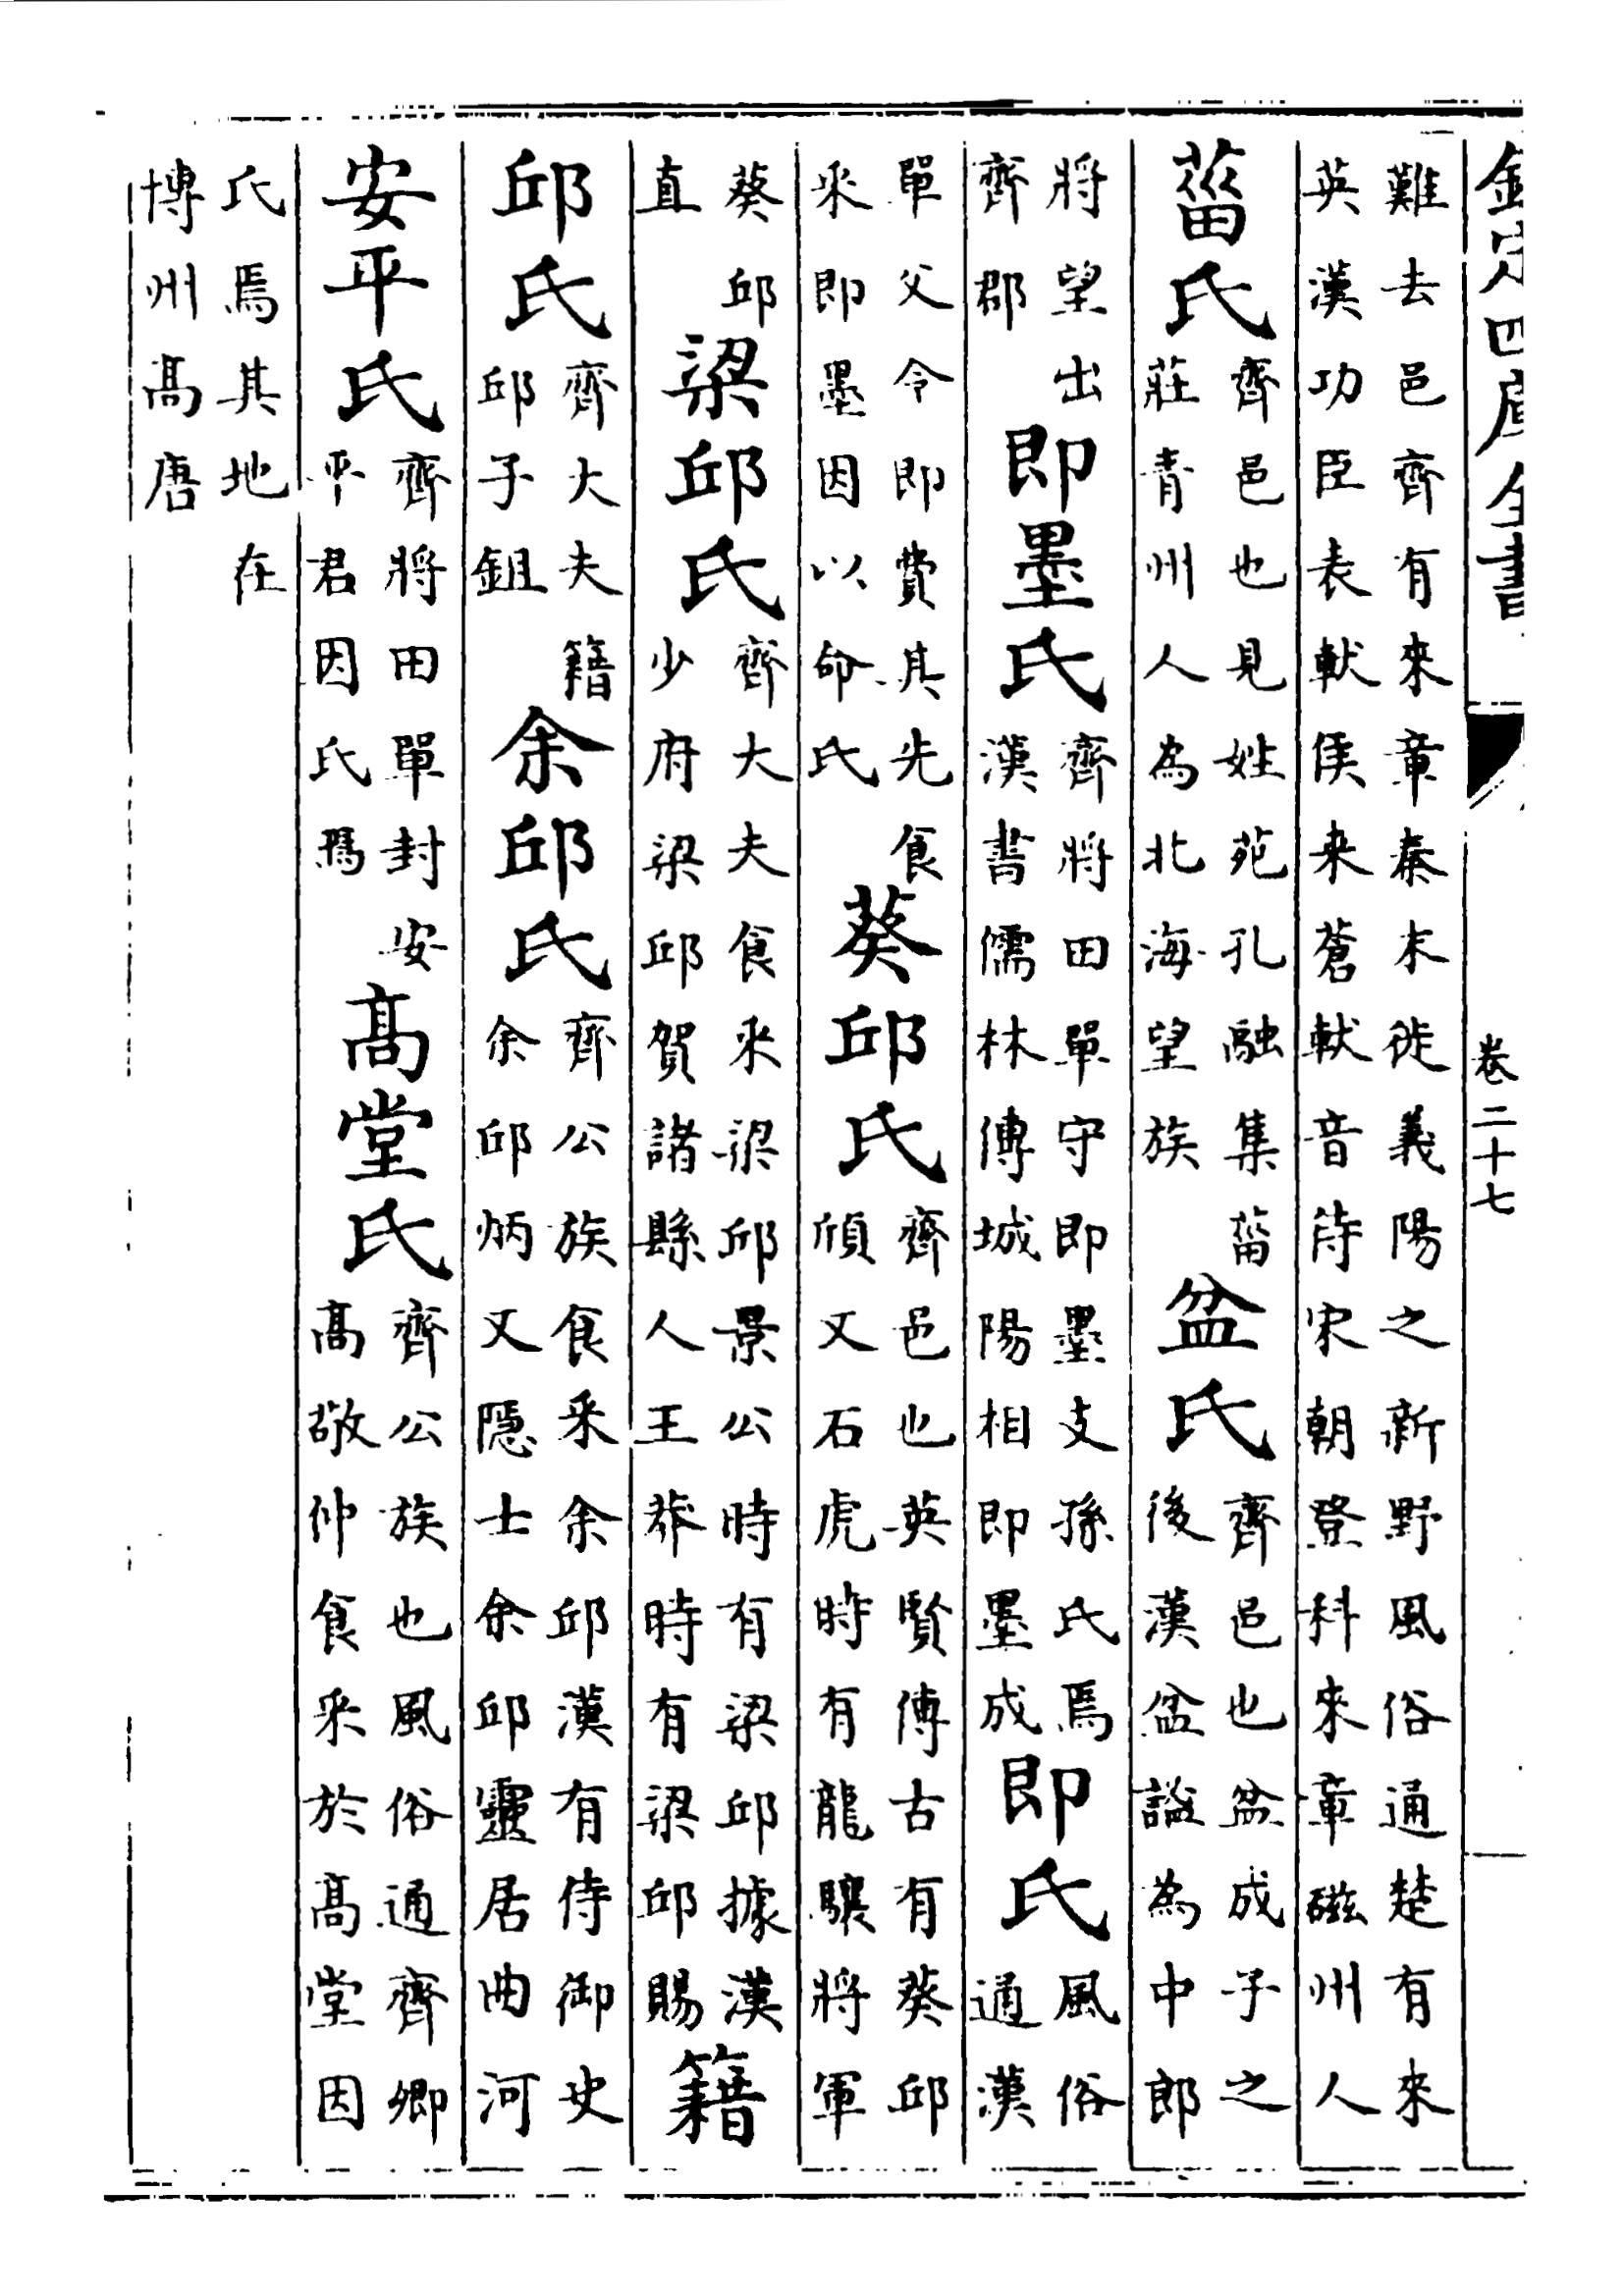 欽定四庫全書 卷二十七
難去邑齊有來章秦末徙義陽之新野風俗通楚有來
英漢功臣表軑侯来蒼軑音待宋朝登科來章磁州人
菑氏
齊邑也見姓苑孔融集菑
莊青州人為北海望族
盆氏
齊邑也盆成子之
後漢盆謐為中郎
將望出
齊郡
即墨氏
齊將田單守即墨支孫氏焉
漢書儒林傳城陽相即墨成
即氏
風俗
通漢
單父令即費其先食
采即墨因以命氏
葵邱氏
齊邑也英賢傳古有葵邱
頎又石虎時有龍驤將軍
葵邱
直
梁邱氏
齊大夫食采梁邱景公時有梁邱據漢
少府梁邱賀諸縣人王莽時有梁邱賜
籍
邱氏
齊大夫籍
邱子鉏
余邱氏
齊公族食采余邱漢有侍御史
余邱炳又隱士余邱靈居曲河
安平氏
齊將田單封安
平君因氏焉
高堂氏
齊公族也風俗通齊卿
高敬仲食采於高堂因
氏焉其地在
博州高唐